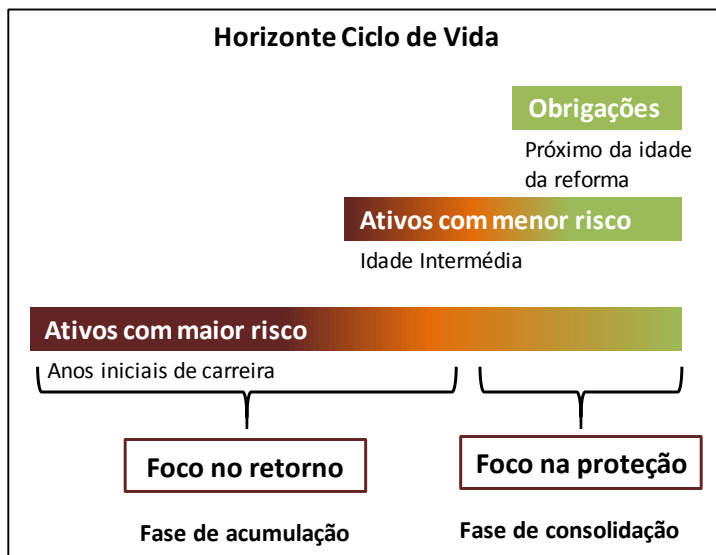 Horizonte Ciclo de Vida
Obrigações
Próximo da idade
da reforma
Ativos com menor risco
Idade Intermédia
Ativos com maior risco
Anos iniciais de carreira
Foco no retorno
Foco na proteção
Fase de acumulação
Fase de consolidação